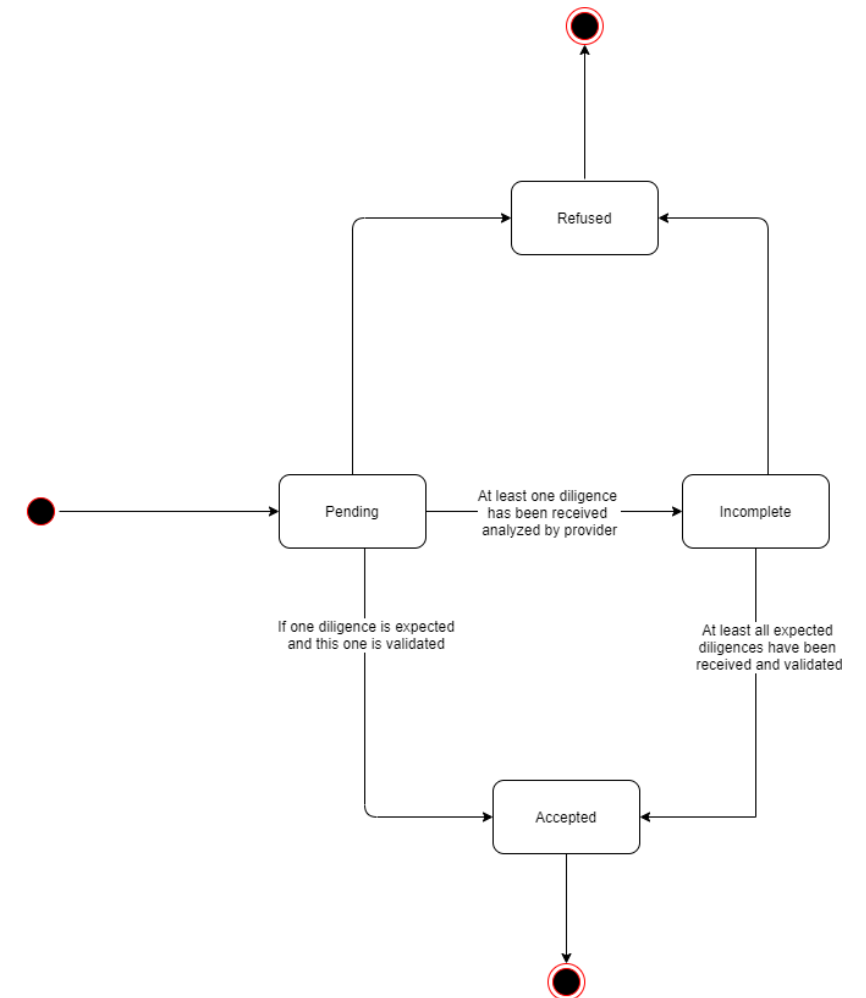 Refused
Pending
At least one diligence
has been received
analyzed by provider
Incomplete
If one diligence is expected
and this one is validated
At least all expected
diligences have been
received and validated
Accepted